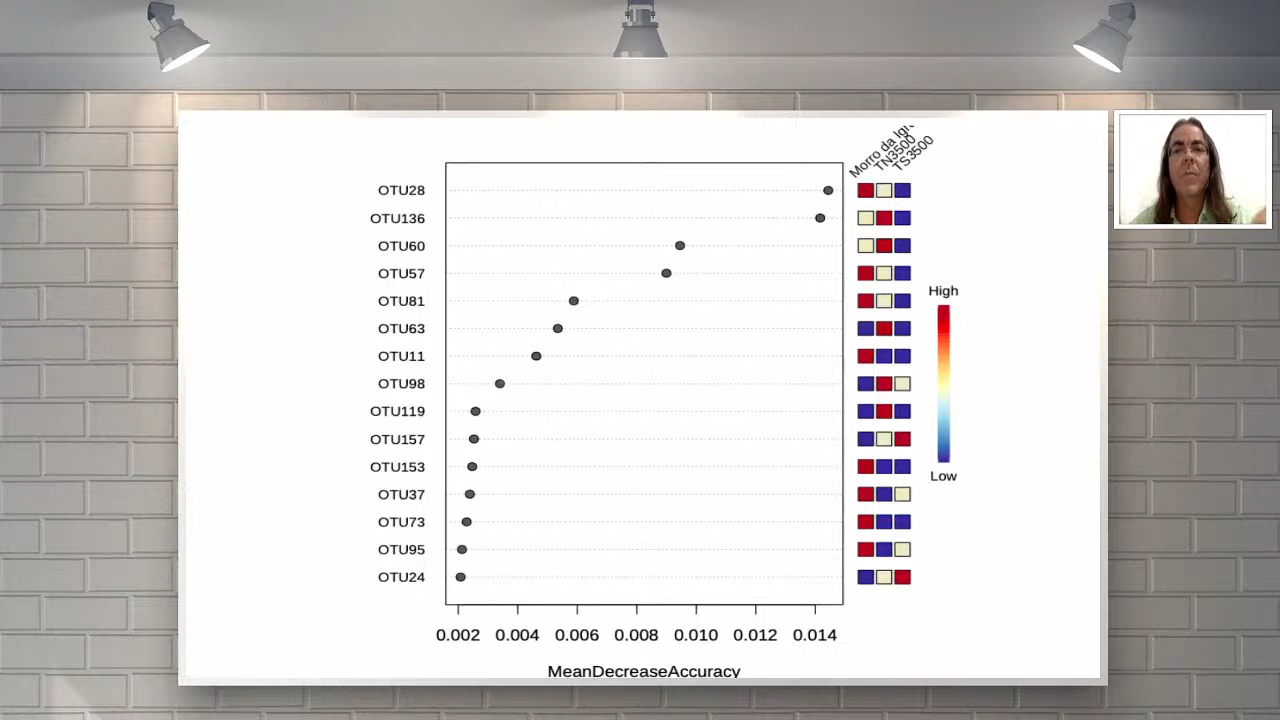 Morro da
TN3500
TS3500
OTU28
OTU136
OTU60
OTU57
OTU81
OTU63
OTU11
OTU98
OTU119
OTU157
OTU153
OTU37
OTU73
OTU95
OTU24
High
Low
0.002 0.004 0.006 0.008 0.010 0.012 0.014
MeanDecreaseAccuracy